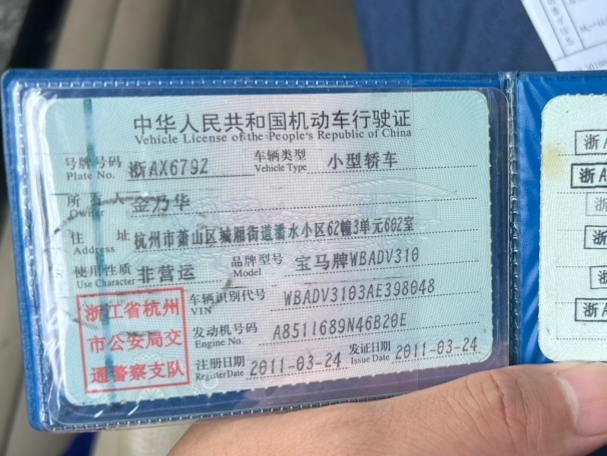 中华人民共和国机动车行驶证
Vehicle License of the People's Republic of China
号牌号码 Plate No. 浙AX679Z 车辆类型 Vehicle Type 小型轿车
所有人 Owner 金乃华
住址 Address 杭州市萧山区城厢街道潘水小区62幢3单元602室
使用性质 Use Character 非营运 品牌型号 Model 宝马牌WBADV310
浙江省杭州市公安局交通警察支队
车辆识别代号 VIN WBADV3103AE398048
发动机号码 Engine No. A8511689N46B20E
注册日期 Register Date 2011-03-24 发证日期 Issue Date 2011-03-24